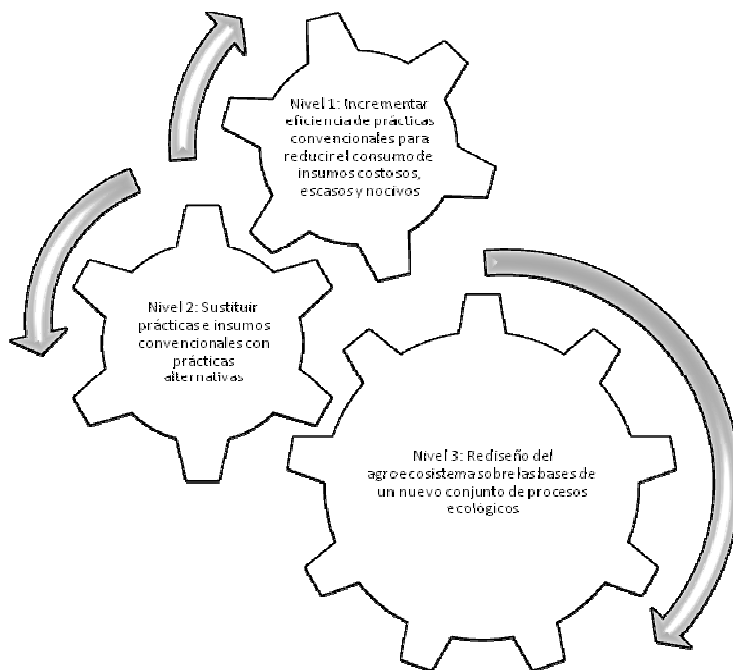 Nivel 1: Incrementar
eficiencia de prácticas
convencionales para
reducir el consumo de
insumos costosos,
escasos y nocivos
Nivel 2: Sustituir
prácticas e insumos
convencionales con
prácticas
alternativas
Nivel 3: Rediseño del
agroecosistema sobre las bases de
un nuevo conjunto de procesos
ecológicos